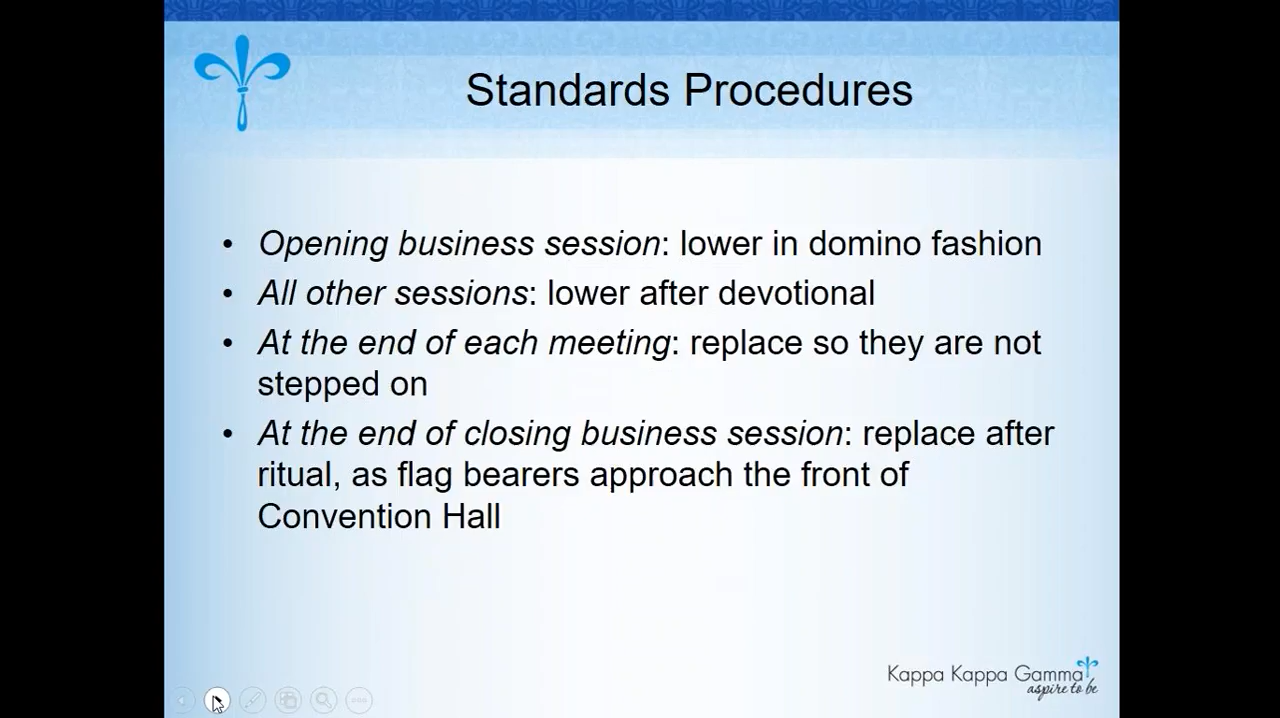 Standards Procedures
• Opening business session: lower in domino fashion
• All other sessions: lower after devotional
• At the end of each meeting: replace so they are not
stepped on
• At the end of closing business session: replace after
ritual, as flag bearers approach the front of
Convention Hall
Kappa Kappa Gamma
aspire to be